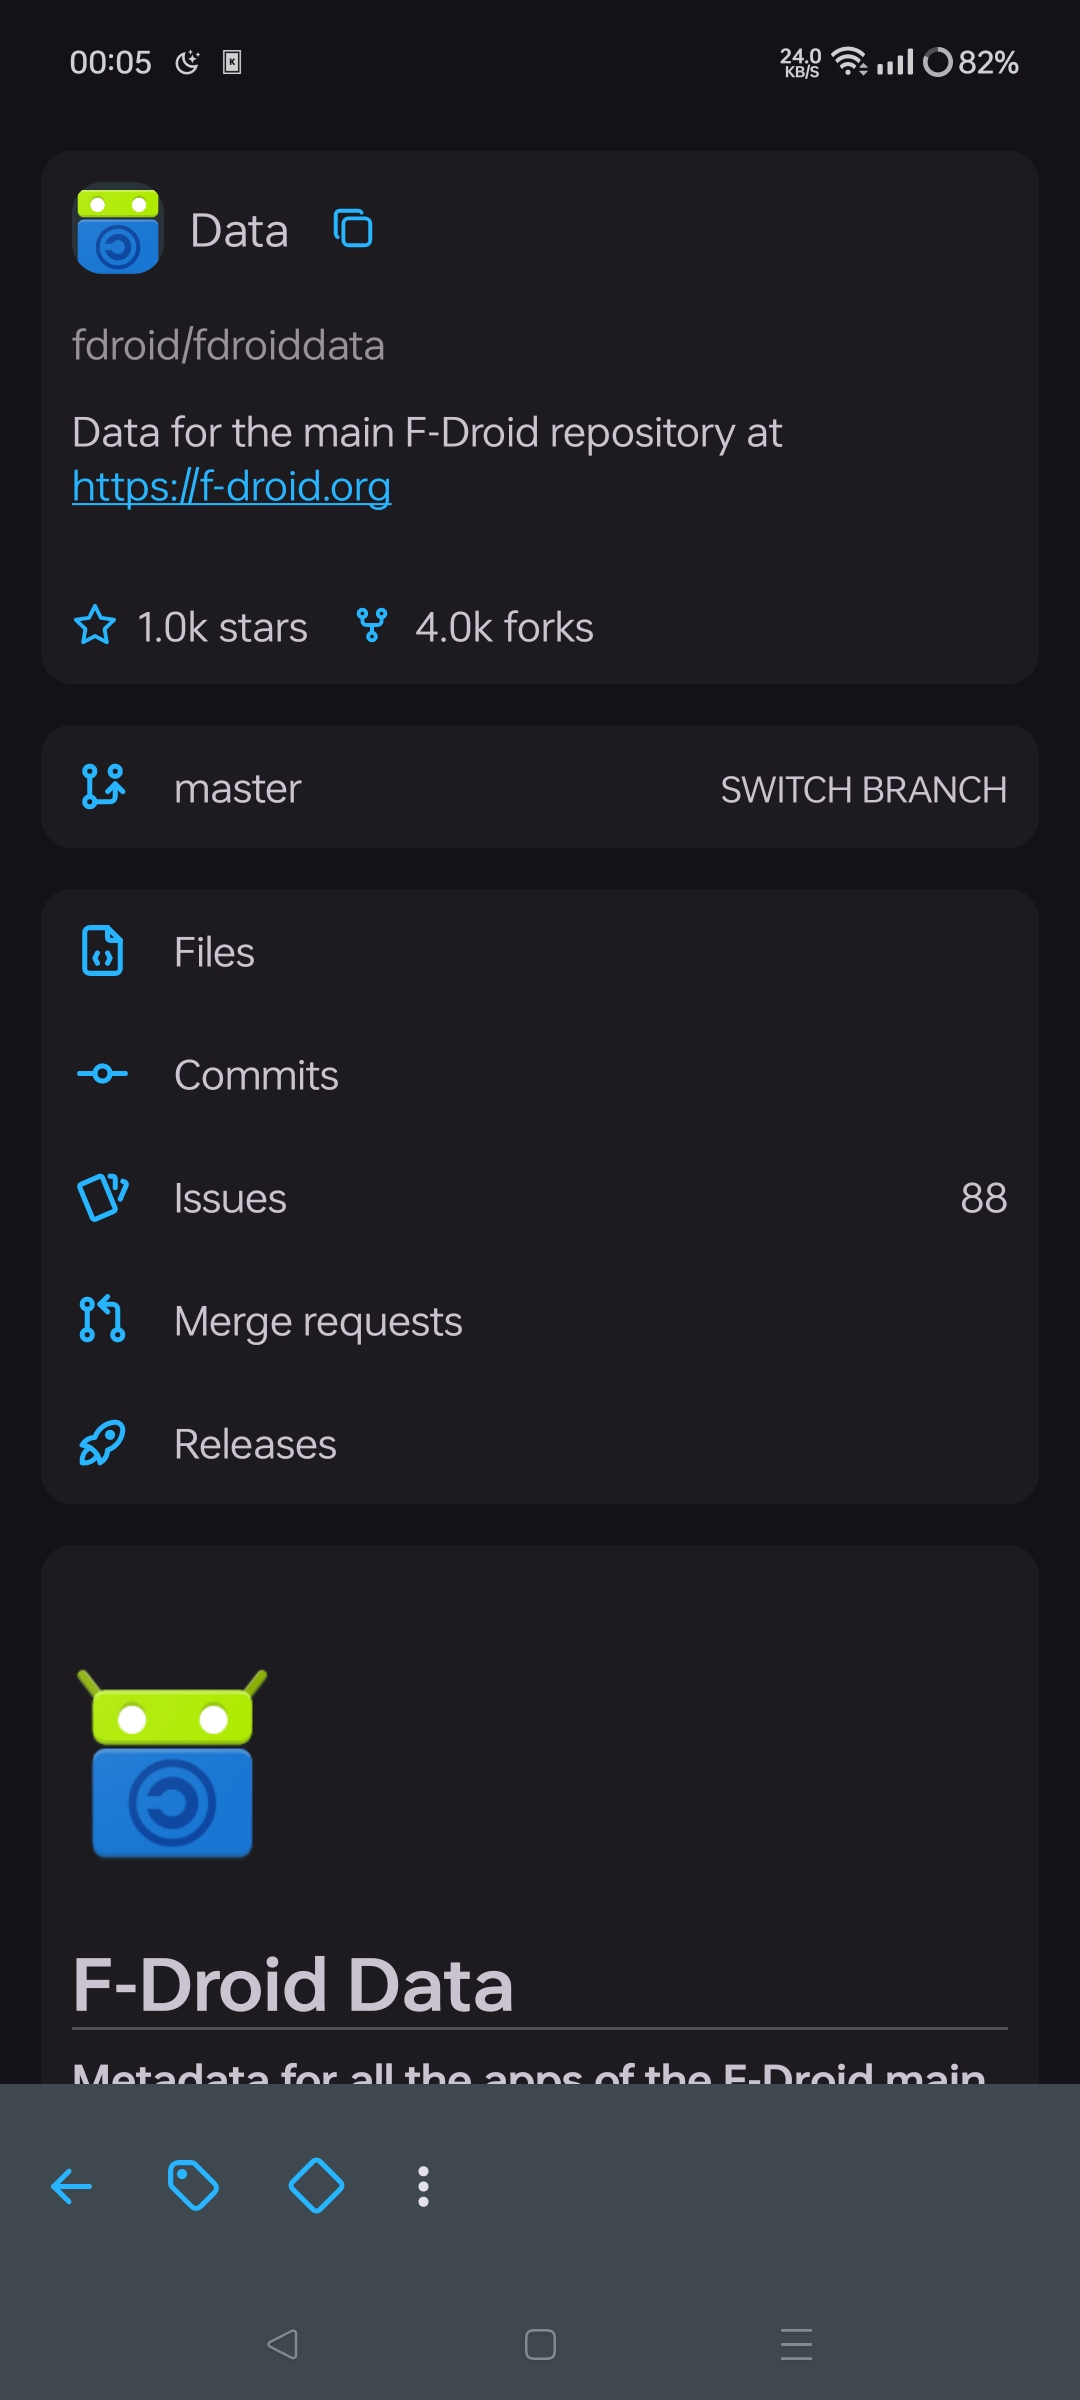 00:05
24.0
KB/S
82%
Data
fdroid/fdroiddata
Data for the main F-Droid repository at
https://f-droid.org
1.0k stars
4.0k forks
master
SWITCH BRANCH
Files
Commits
Issues
88
Merge requests
Releases
F-Droid Data
Metadata for all the apps of the F-Droid main